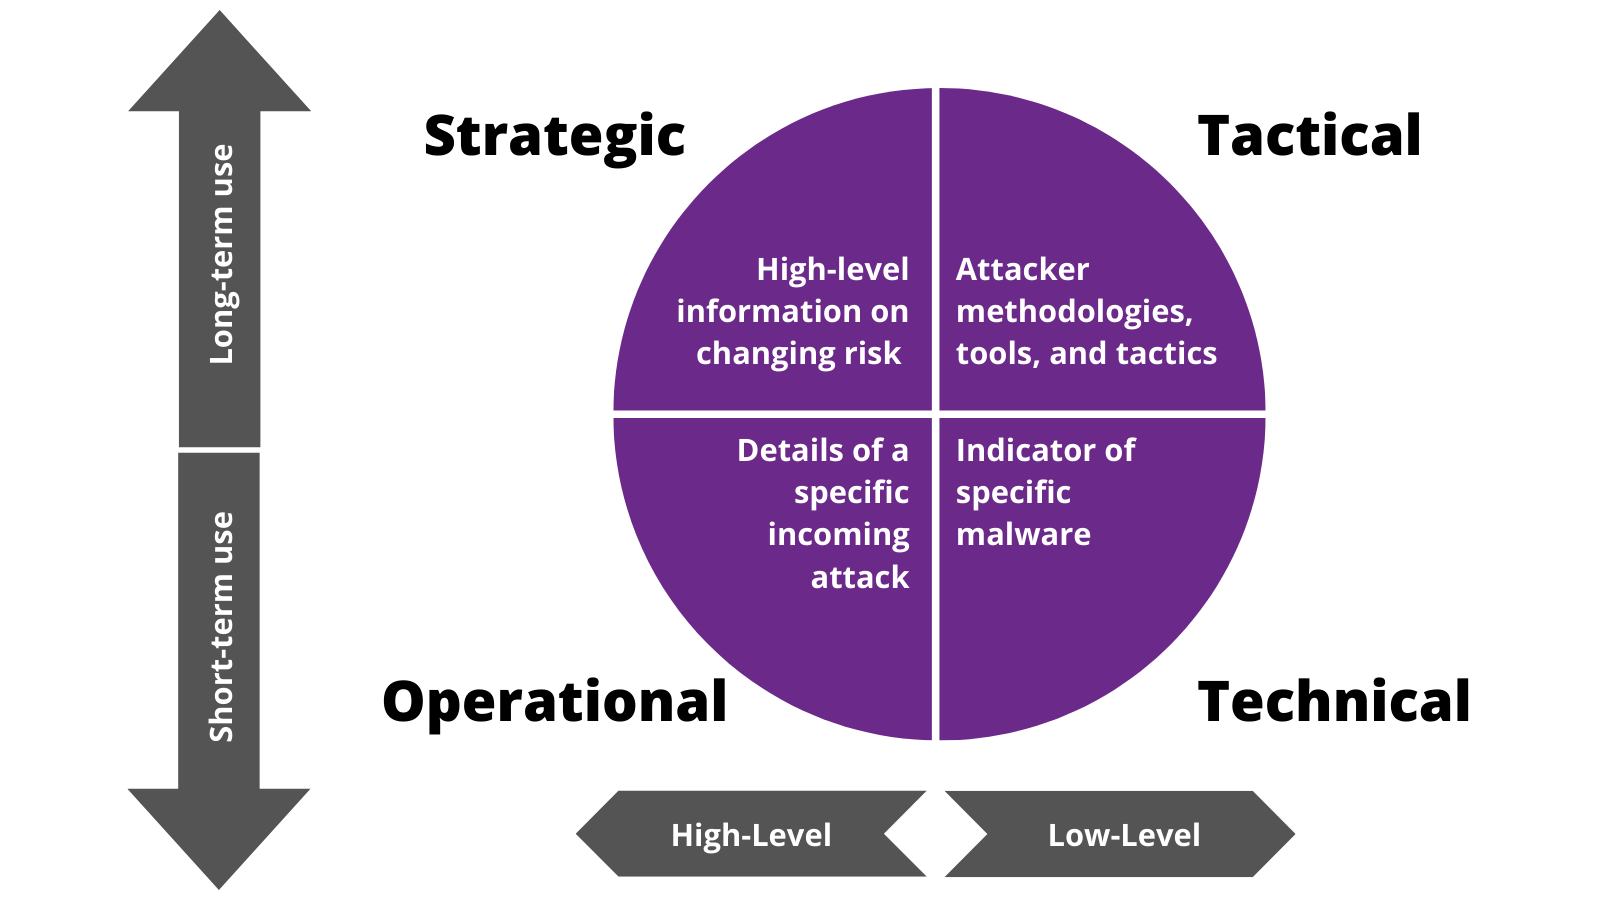 Long-term use
Short-term use
Strategic
High-level
information on
changing risk
Tactical
Attacker
methodologies,
tools, and tactics
Details of a
specific
incoming
attack
Operational
Indicator of
specific
malware
Technical
High-Level
Low-Level